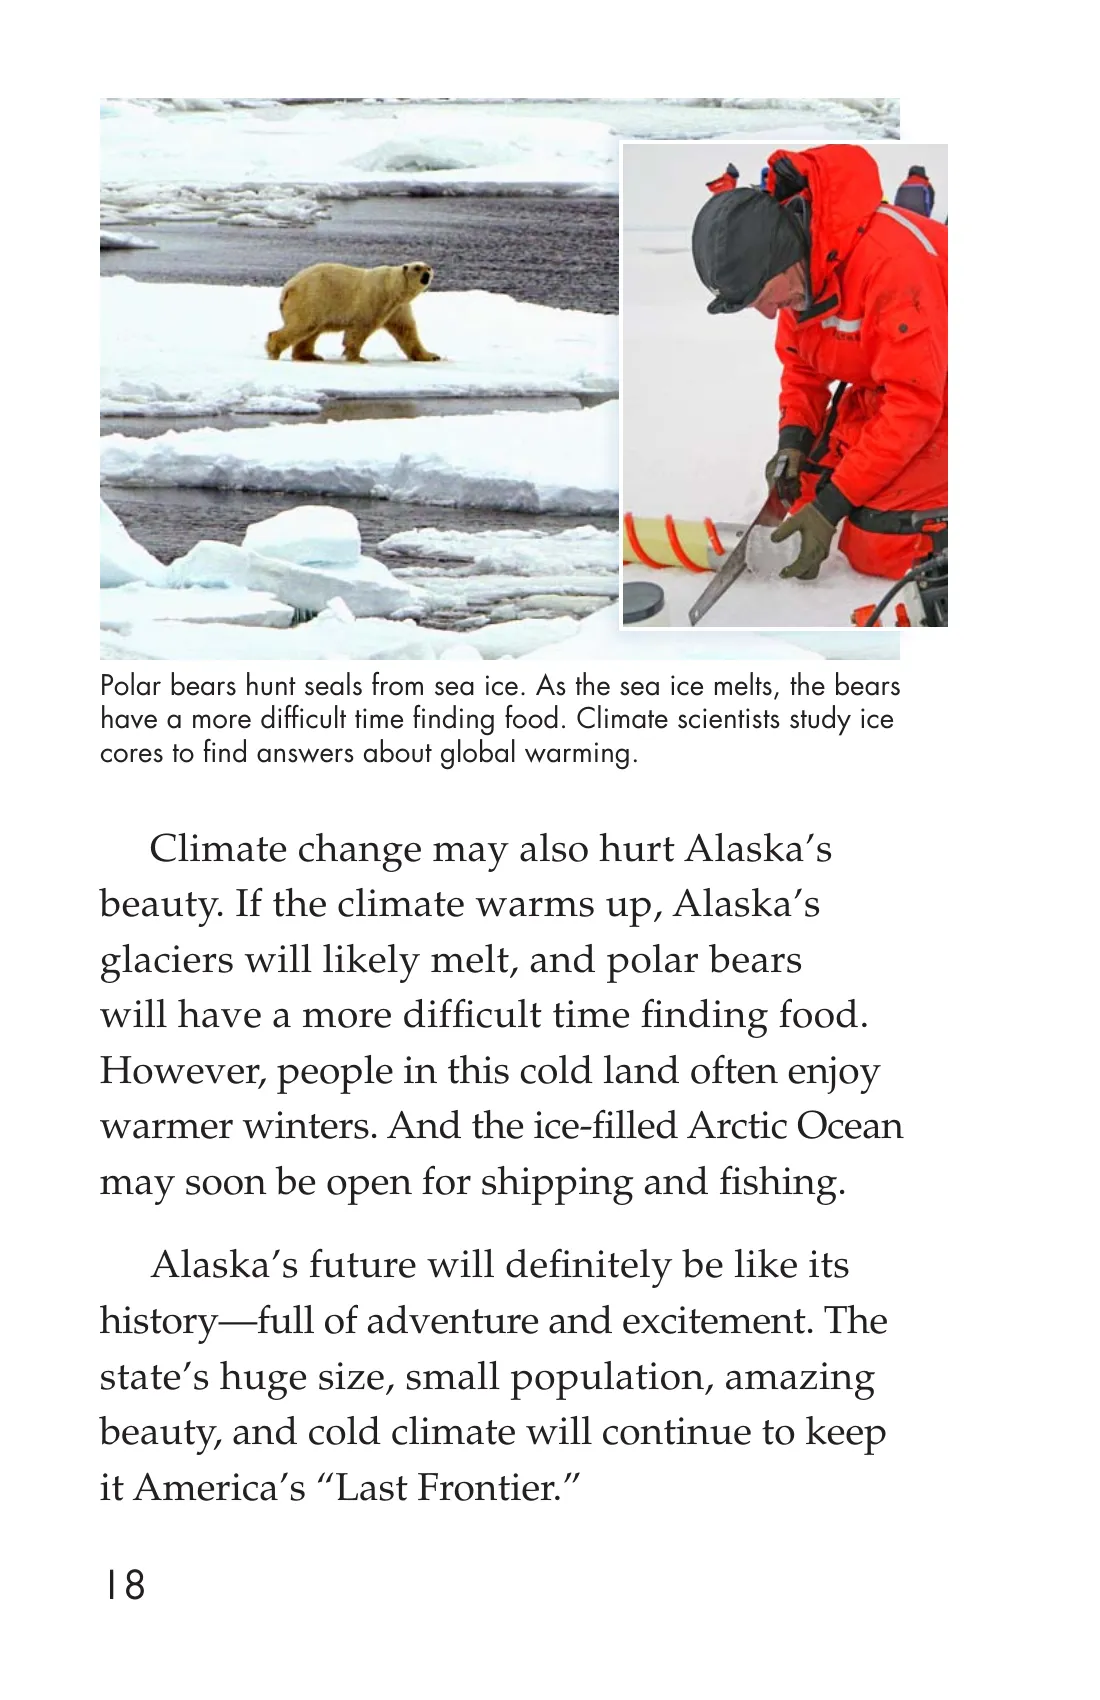 Polar bears hunt seals from sea ice. As the sea ice melts, the bears
have a more difficult time finding food. Climate scientists study ice
cores to find answers about global warming.
Climate change may also hurt Alaska’s
beauty. If the climate warms up, Alaska’s
glaciers will likely melt, and polar bears
will have a more difficult time finding food.
However, people in this cold land often enjoy
warmer winters. And the ice-filled Arctic Ocean
may soon be open for shipping and fishing.
Alaska’s future will definitely be like its
history—full of adventure and excitement. The
state’s huge size, small population, amazing
beauty, and cold climate will continue to keep
it America’s “Last Frontier.”
18